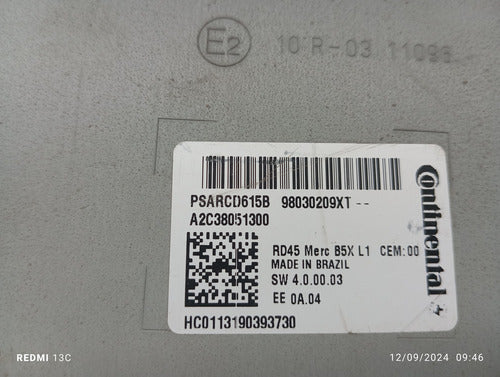 E2 10 R-03 11096
PSARCD615B 98030209XT --
A2C38051300
RD45 Merc B5X L1 CEM:00
MADE IN BRAZIL
SW 4.0.00.03
EE 0A.04
HC0113190393730
Continental
REDMI 13C
12/09/2024 09:46